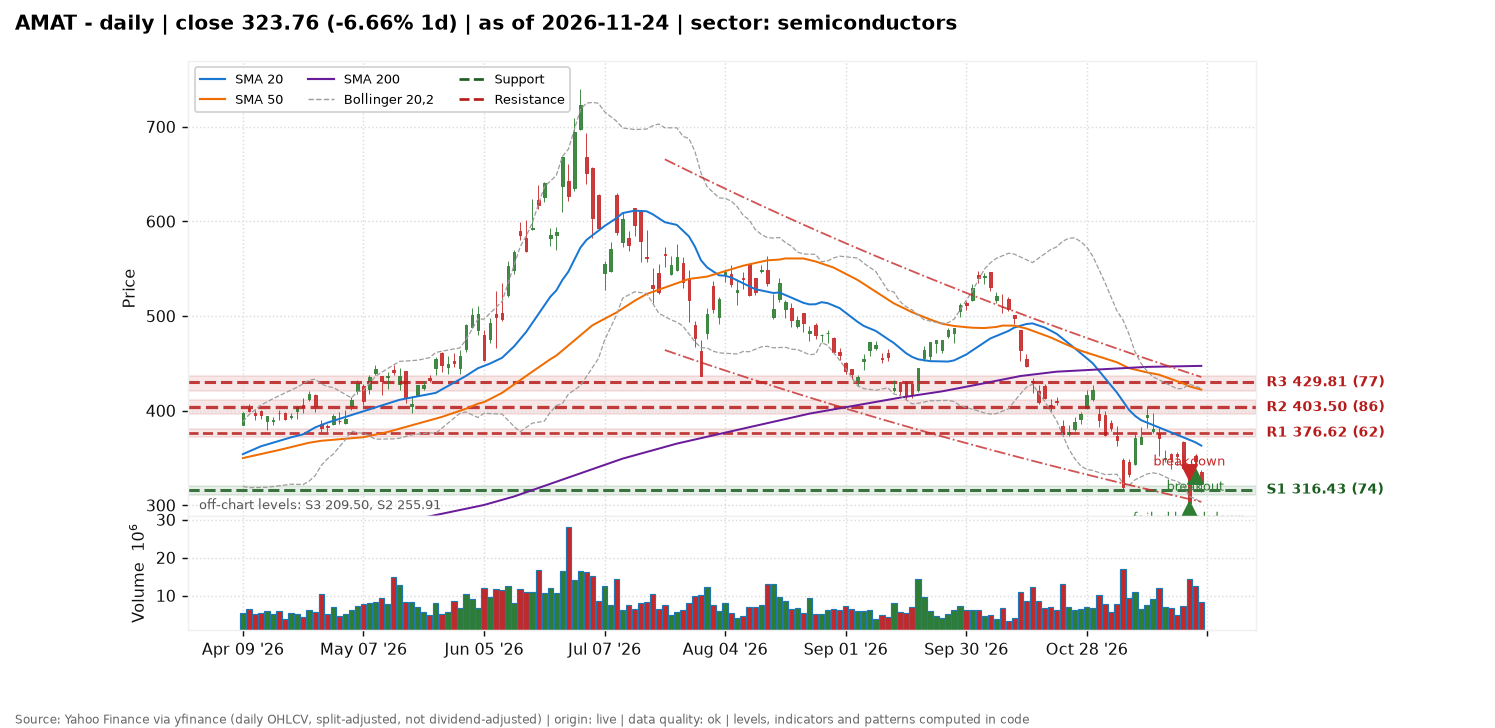 AMAT - daily | close 323.76 (-6.66% 1d) | as of 2026-11-24 | sector: semiconductors
SMA 20
SMA 50
SMA 200
Bollinger 20,2
Support
Resistance
Price
700
600
500
400
300
R3 429.81 (77)
R2 403.50 (86)
R1 376.62 (62)
S1 316.43 (74)
breakdown
breakout
off-chart levels: S3 209.50, S2 255.91
Volume 10⁶
30
20
10
Apr 09 '26
May 07 '26
Jun 05 '26
Jul 07 '26
Aug 04 '26
Sep 01 '26
Sep 30 '26
Oct 28 '26
Source: Yahoo Finance via yfinance (daily OHLCV, split-adjusted, not dividend-adjusted) | origin: live | data quality: ok | levels, indicators and patterns computed in code